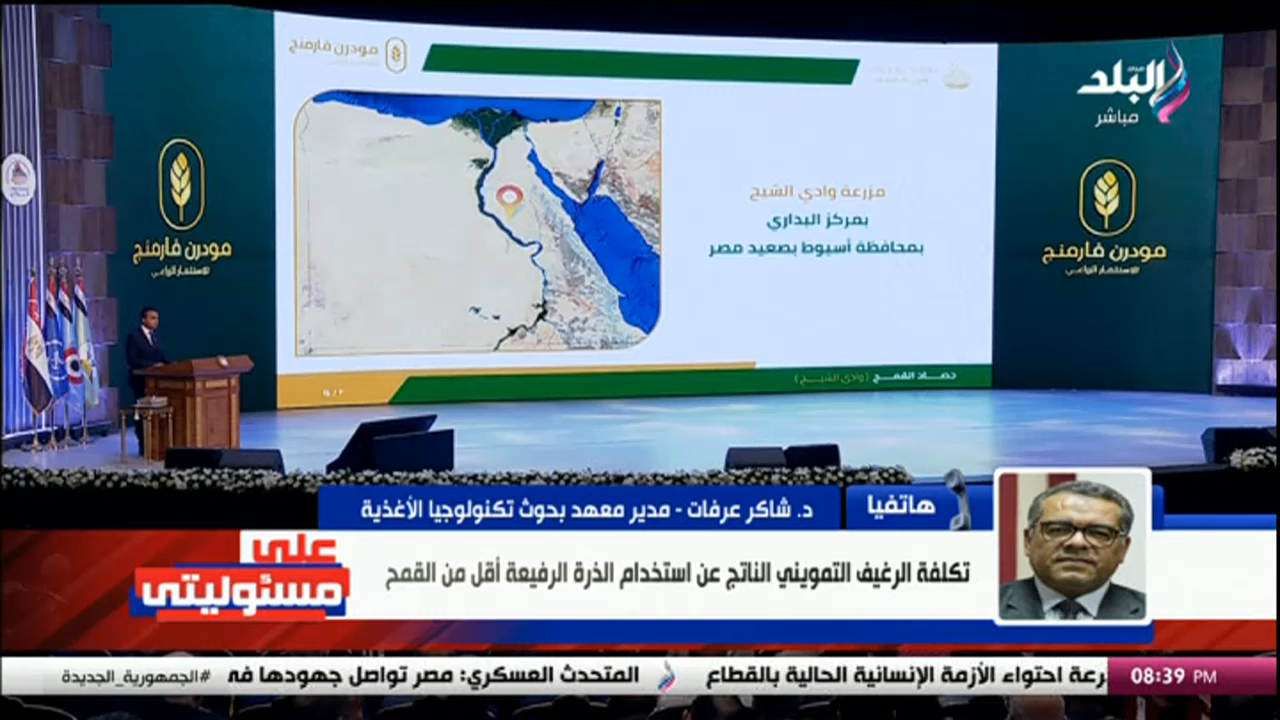 مودرن فارمنج
البلد
مباشر
مزرعة وادي الشيح
بمركز البداري
بمحافظة أسيوط بصعيد مصر
مودرن فارمنج
للاستثمار الزراعي
مودرن فارمنج
للاستثمار الزراعي
حصاد القمح (وادي الشيح)
هاتفيا
د. شاكر عرفات - مدير معهد بحوث تكنولوجيا الأغذية
على
مسئوليتي
تكلفة الرغيف التمويني الناتج عن استخدام الذرة الرفيعة أقل من القمح
رعة احتواء الأزمة الإنسانية الحالية بالقطاع
المتحدث العسكري: مصر تواصل جهودها في
#الجمهورية_الجديدة
08:39 PM